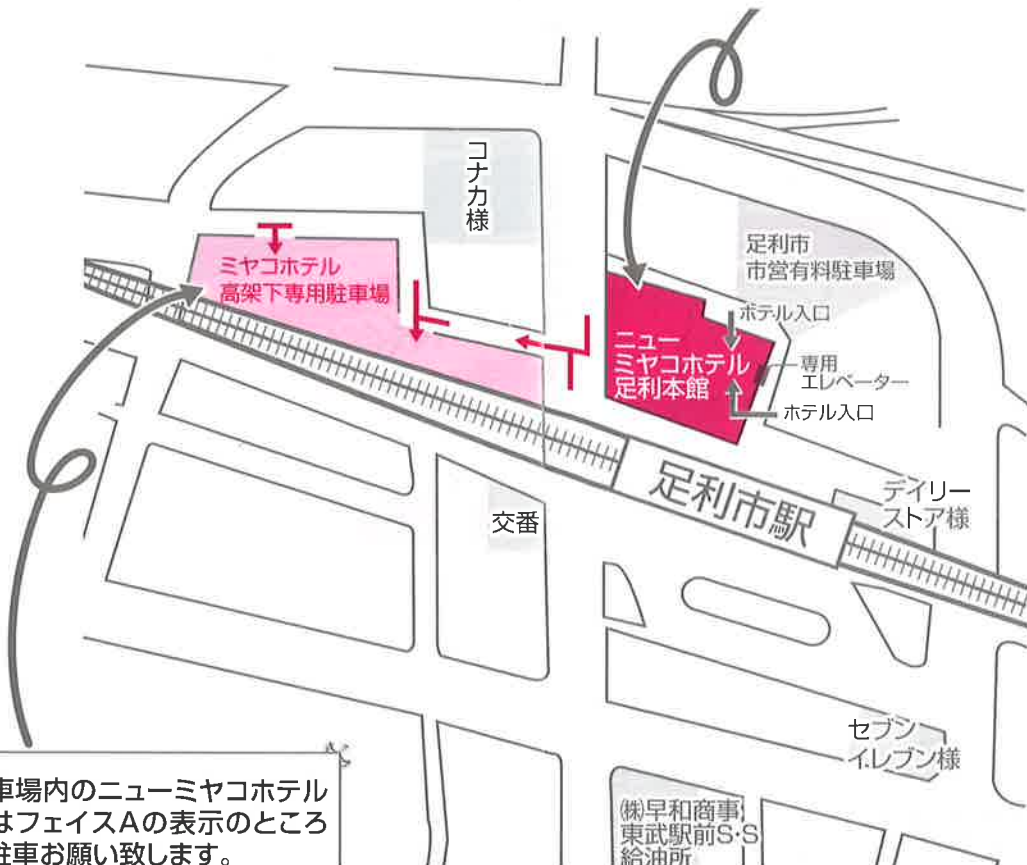 コナカ様
足利市
市営有料駐車場
ミヤコホテル
高架下専用駐車場
ホテル入口
ニュー
ミヤコホテル
足利本館
専用
エレベーター
ホテル入口
足利市駅
デイリー
ストア様
交番
セブン
イレブン様
車場内のニューミヤコホテル
はフェイスAの表示のところ
駐車お願い致します。
㈱早和商事
東武駅前S・S
給油所